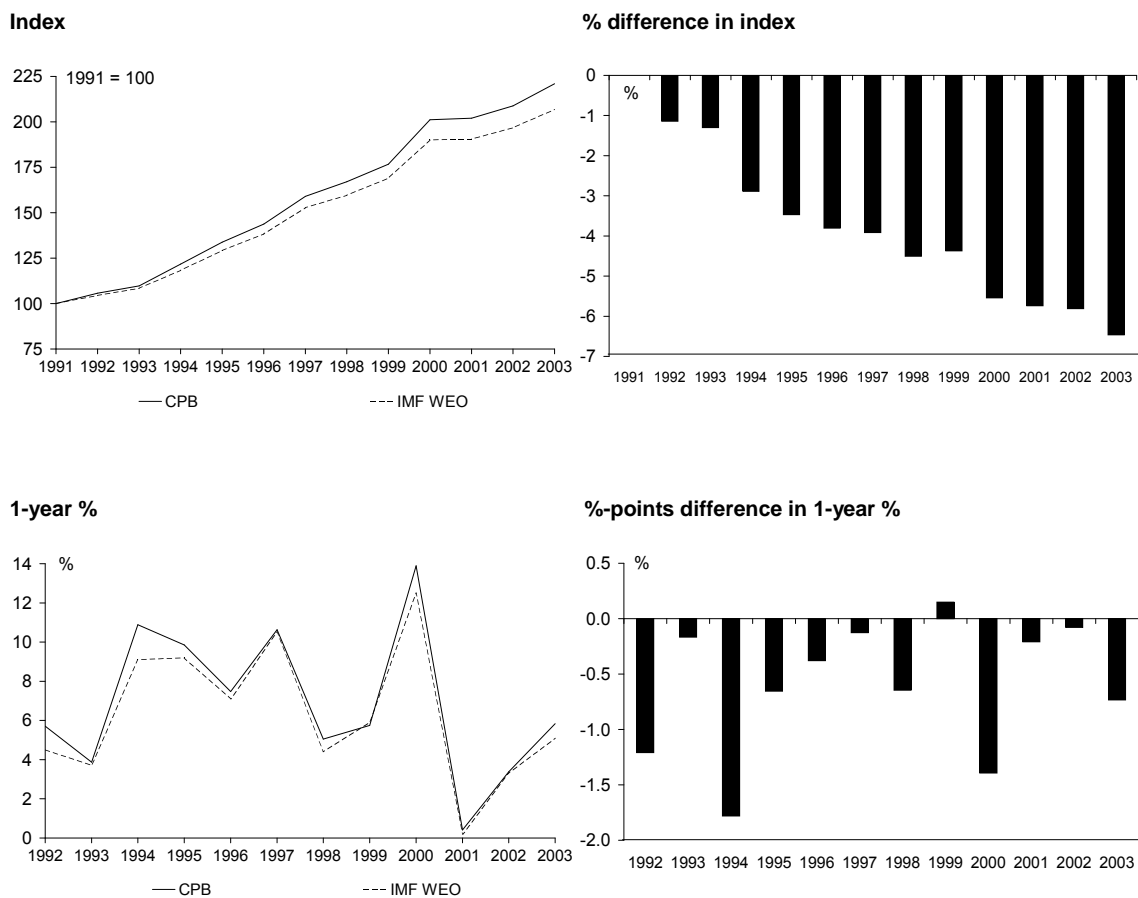 Index
1991 = 100
225
200
175
150
125
100
75
1991 1992 1993 1994 1995 1996 1997 1998 1999 2000 2001 2002 2003
CPB IMF WEO
% difference in index
%
0
-1
-2
-3
-4
-5
-6
-7
1991 1992 1993 1994 1995 1996 1997 1998 1999 2000 2001 2002 2003
1-year %
%
14
12
10
8
6
4
2
0
1992 1993 1994 1995 1996 1997 1998 1999 2000 2001 2002 2003
CPB IMF WEO
%-points difference in 1-year %
%
0.5
0.0
-0.5
-1.0
-1.5
-2.0
1992 1993 1994 1995 1996 1997 1998 1999 2000 2001 2002 2003